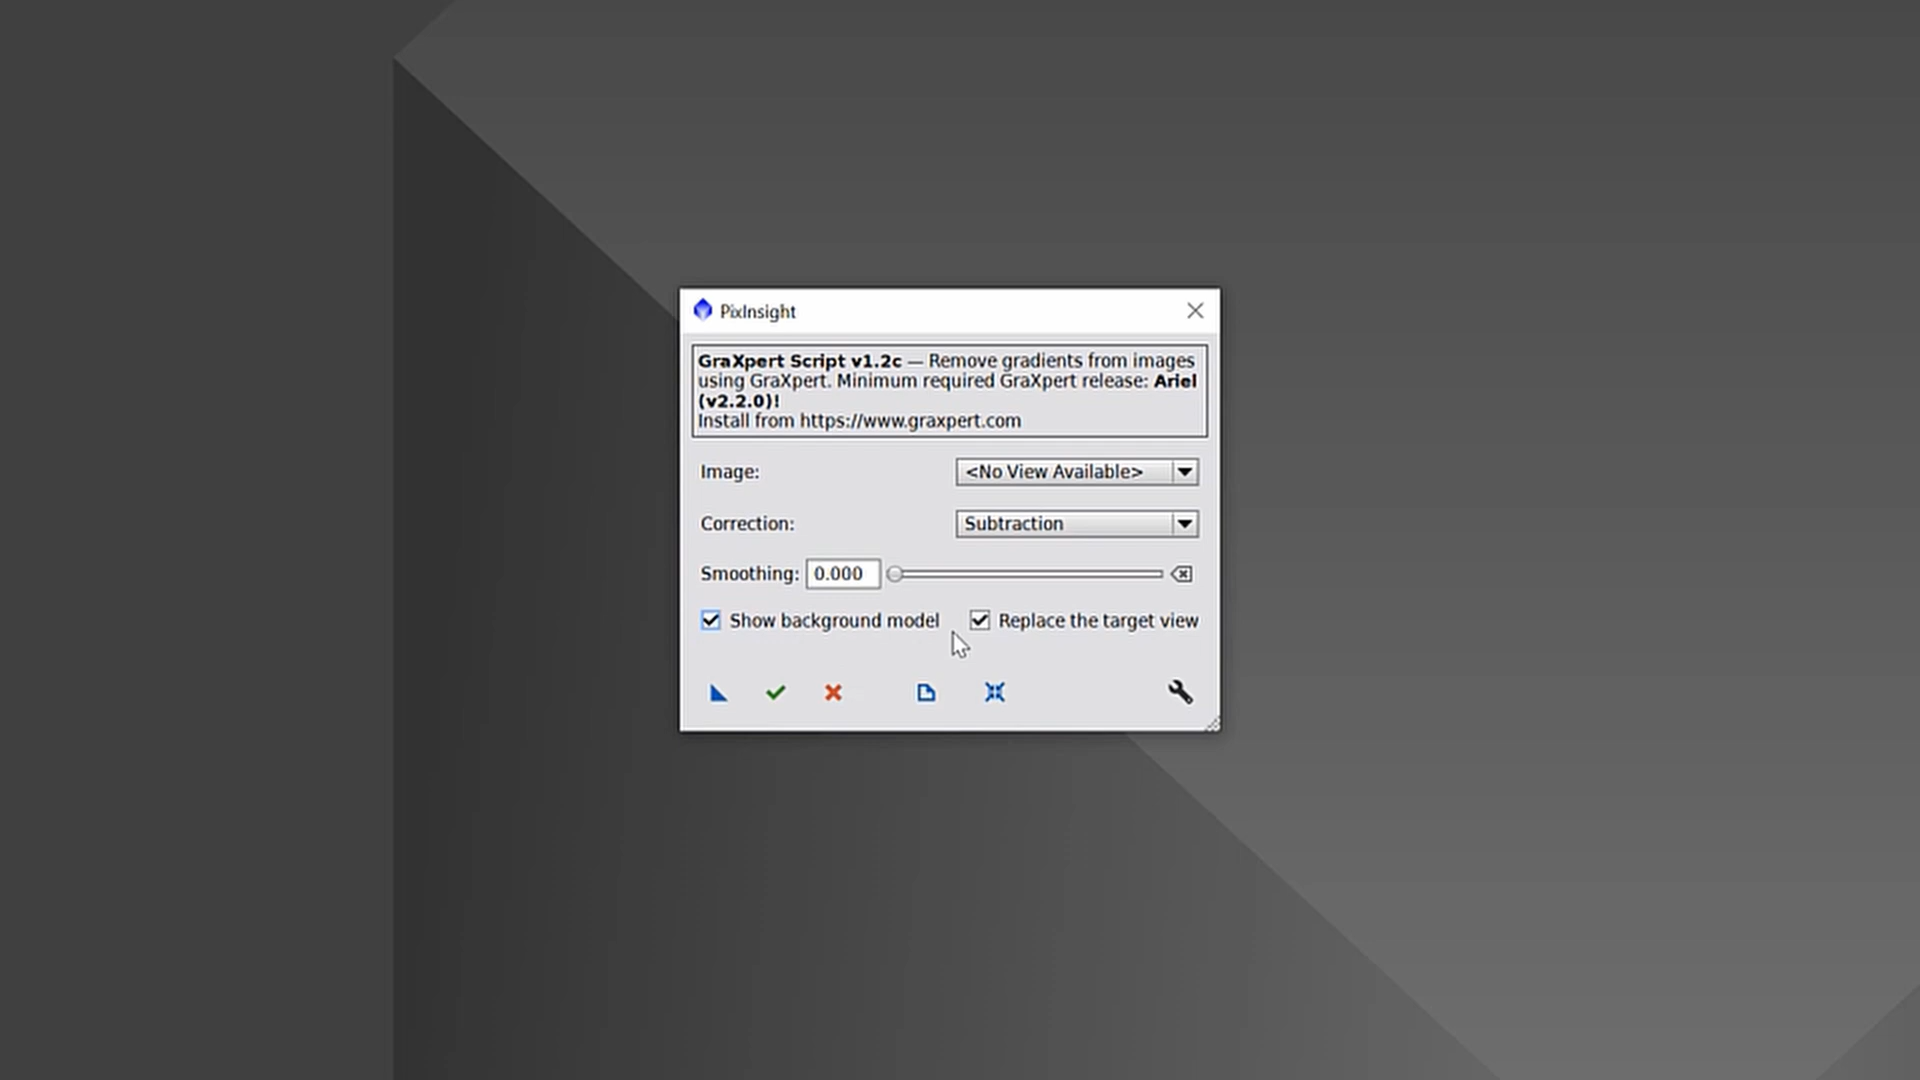 PixInsight
GraXpert Script v1.2c — Remove gradients from images
using GraXpert. Minimum required GraXpert release: Ariel
(v2.2.0)!
Install from https://www.graxpert.com
Image: <No View Available>
Correction: Subtraction
Smoothing: 0.000
Show background model Replace the target view